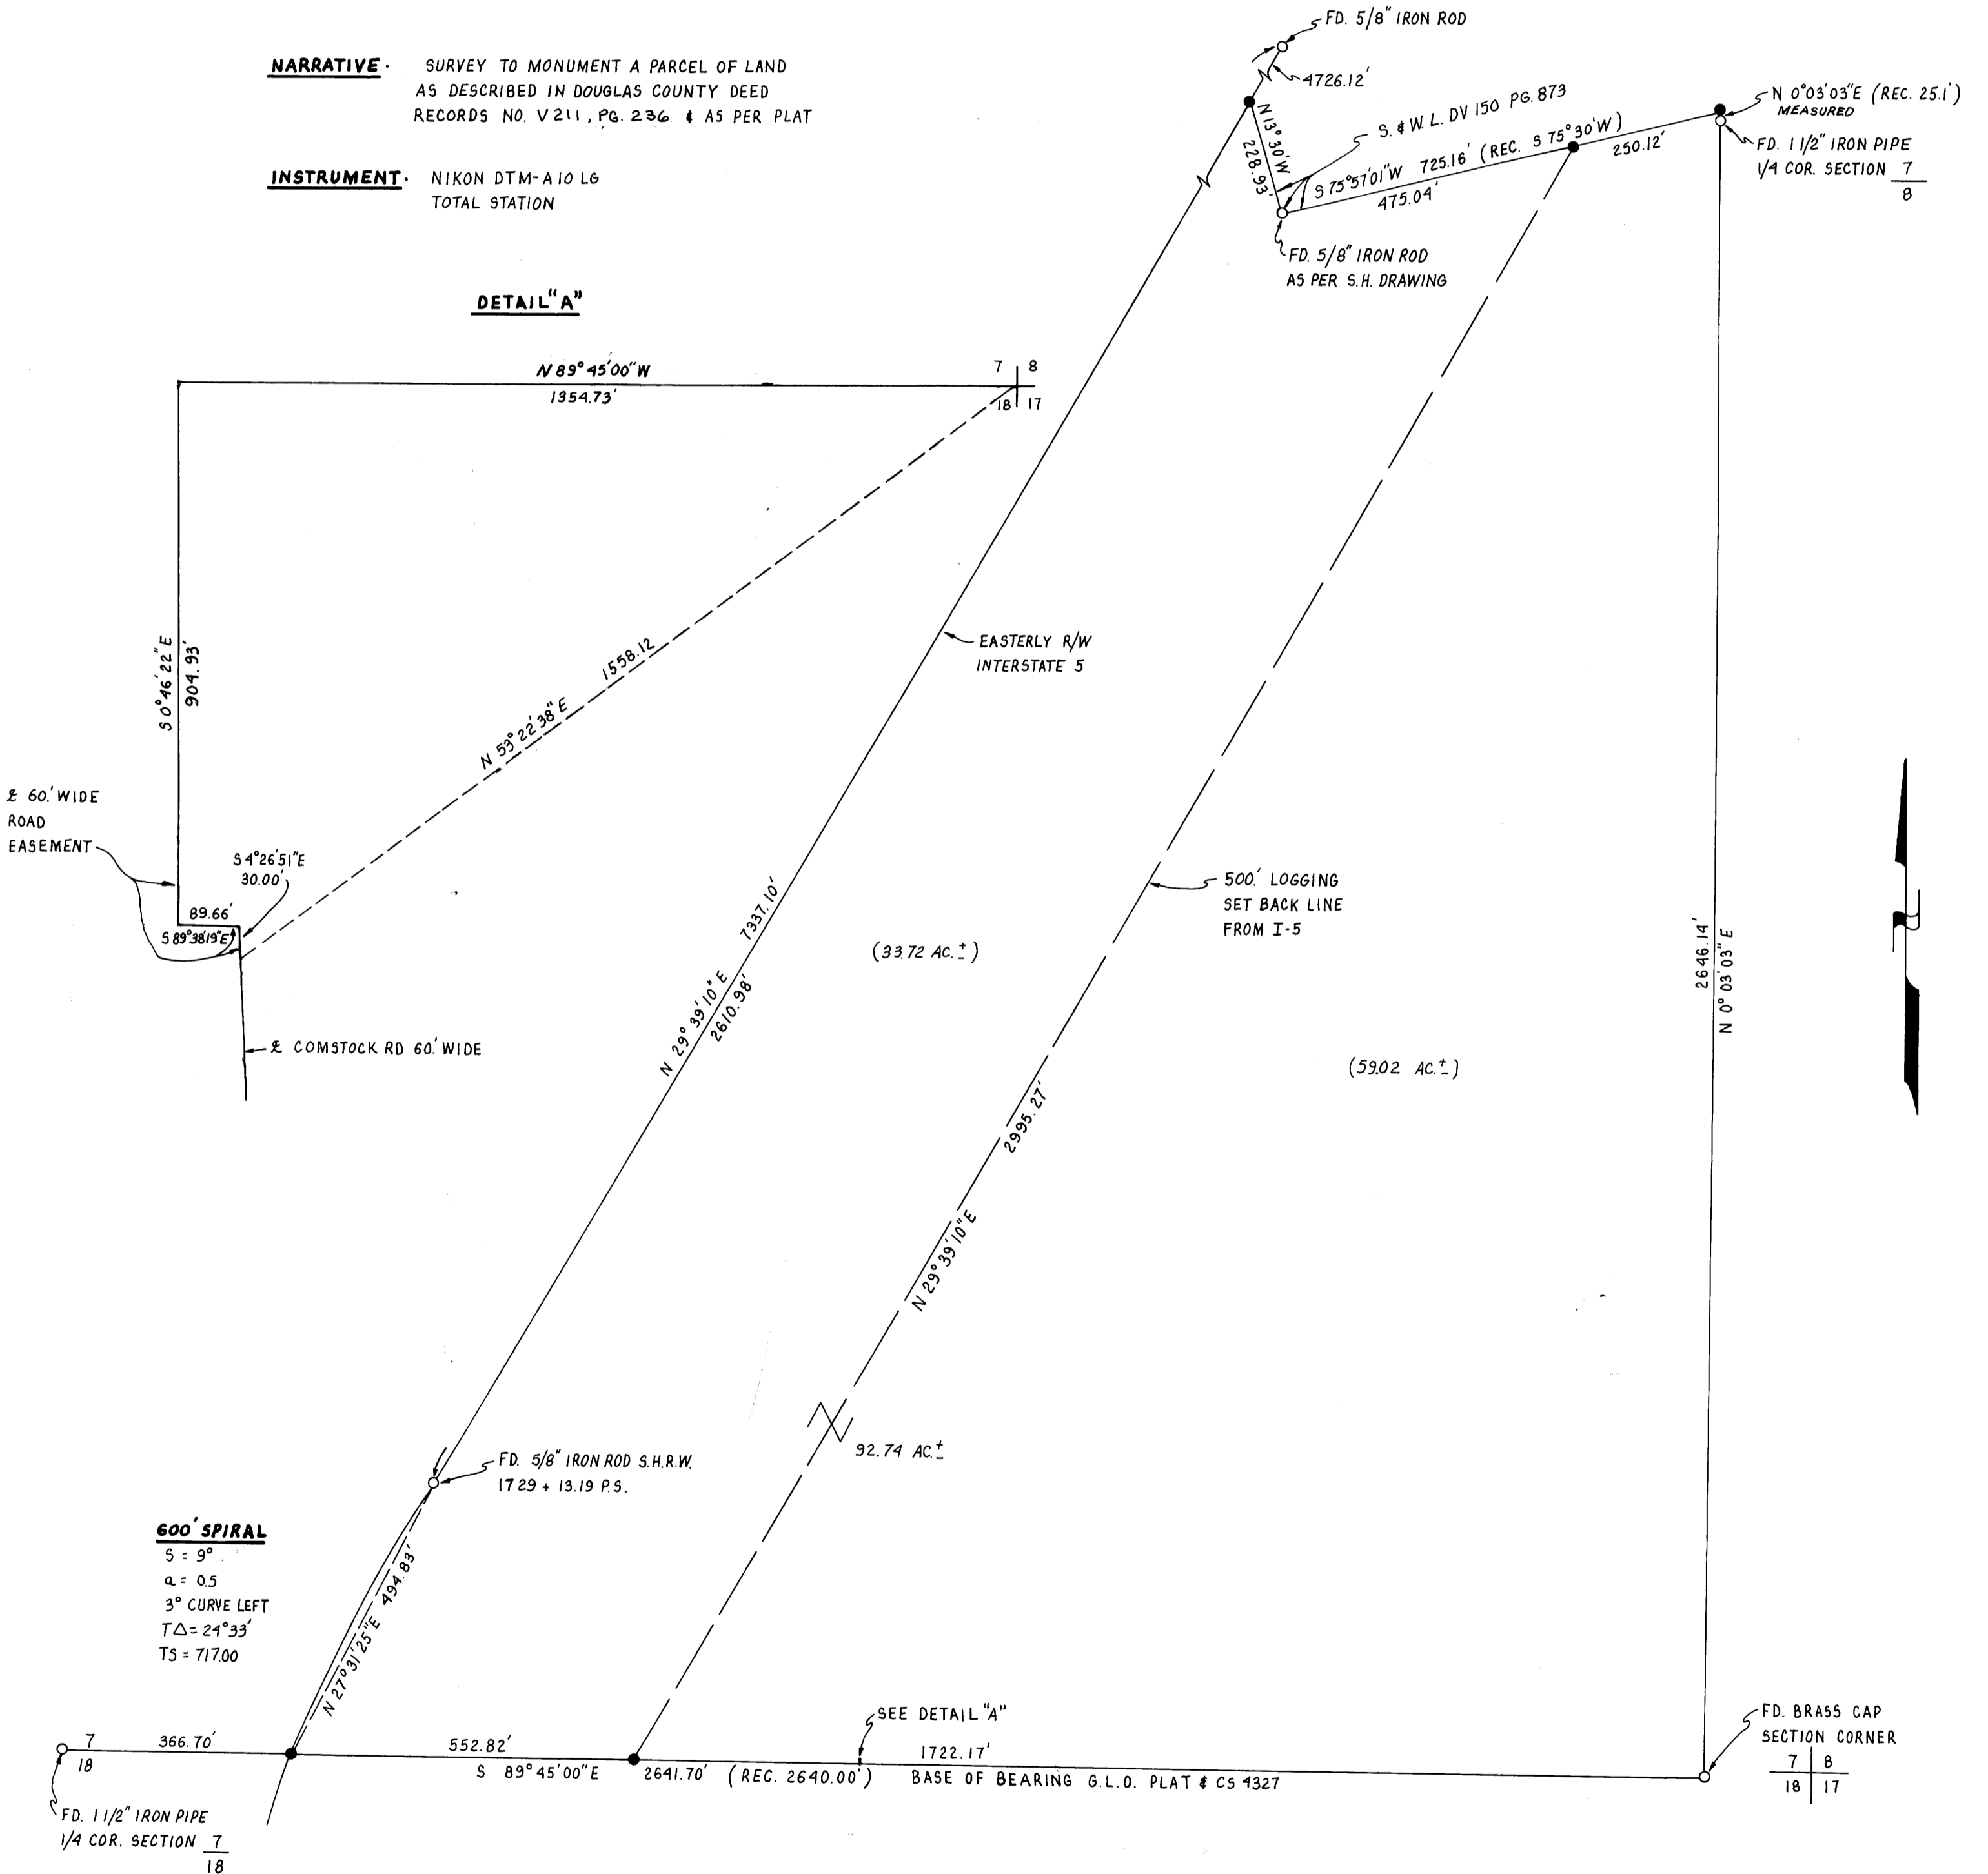 NARRATIVE. SURVEY TO MONUMENT A PARCEL OF LAND
AS DESCRIBED IN DOUGLAS COUNTY DEED
RECORDS NO. V 211, PG. 236 & AS PER PLAT
INSTRUMENT. NIKON DTM-A10 LG
TOTAL STATION
FD. 5/8" IRON ROD
4726.12'
N 13° 30' W
228.93'
S. & W. L. DV 150 PG. 873
S 75° 57' 01" W 725.16' (REC. S 75° 30' W)
475.04'
250.12'
N 0° 03' 03" E (REC. 25.1')
MEASURED
FD. 1 1/2" IRON PIPE
1/4 COR. SECTION 7
8
FD. 5/8" IRON ROD
AS PER S.H. DRAWING
DETAIL "A"
N 89° 45' 00" W
1354.73'
7 8
18 17
S 0° 46' 22" E
904.93'
N 53° 22' 38" E 1558.12
℄ 60.' WIDE
ROAD
EASEMENT
S 4° 26' 51" E
30.00'
89.66'
S 89° 38' 19" E
℄ COMSTOCK RD 60.' WIDE
EASTERLY R/W
INTERSTATE 5
500.' LOGGING
SET BACK LINE
FROM I-5
N 29° 39' 10" E 7337.10'
2610.98'
(33.72 AC. ±)
(59.02 AC. ±)
2646.14'
N 0° 03' 03" E
N 29° 39' 10" E 2995.27'
92.74 AC. ±
FD. 5/8" IRON ROD S.H.R.W.
1729 + 13.19 P.S.
600' SPIRAL
S = 9°
a = 0.5
3° CURVE LEFT
T△ = 24° 33'
TS = 717.00
N 27° 31' 25" E 494.83'
SEE DETAIL "A"
7 366.70' 552.82' 1722.17'
18 S 89° 45' 00" E 2641.70' (REC. 2640.00') BASE OF BEARING G.L.O. PLAT & CS 4327
FD. 1 1/2" IRON PIPE
1/4 COR. SECTION 7
18
FD. BRASS CAP
SECTION CORNER
7 8
18 17